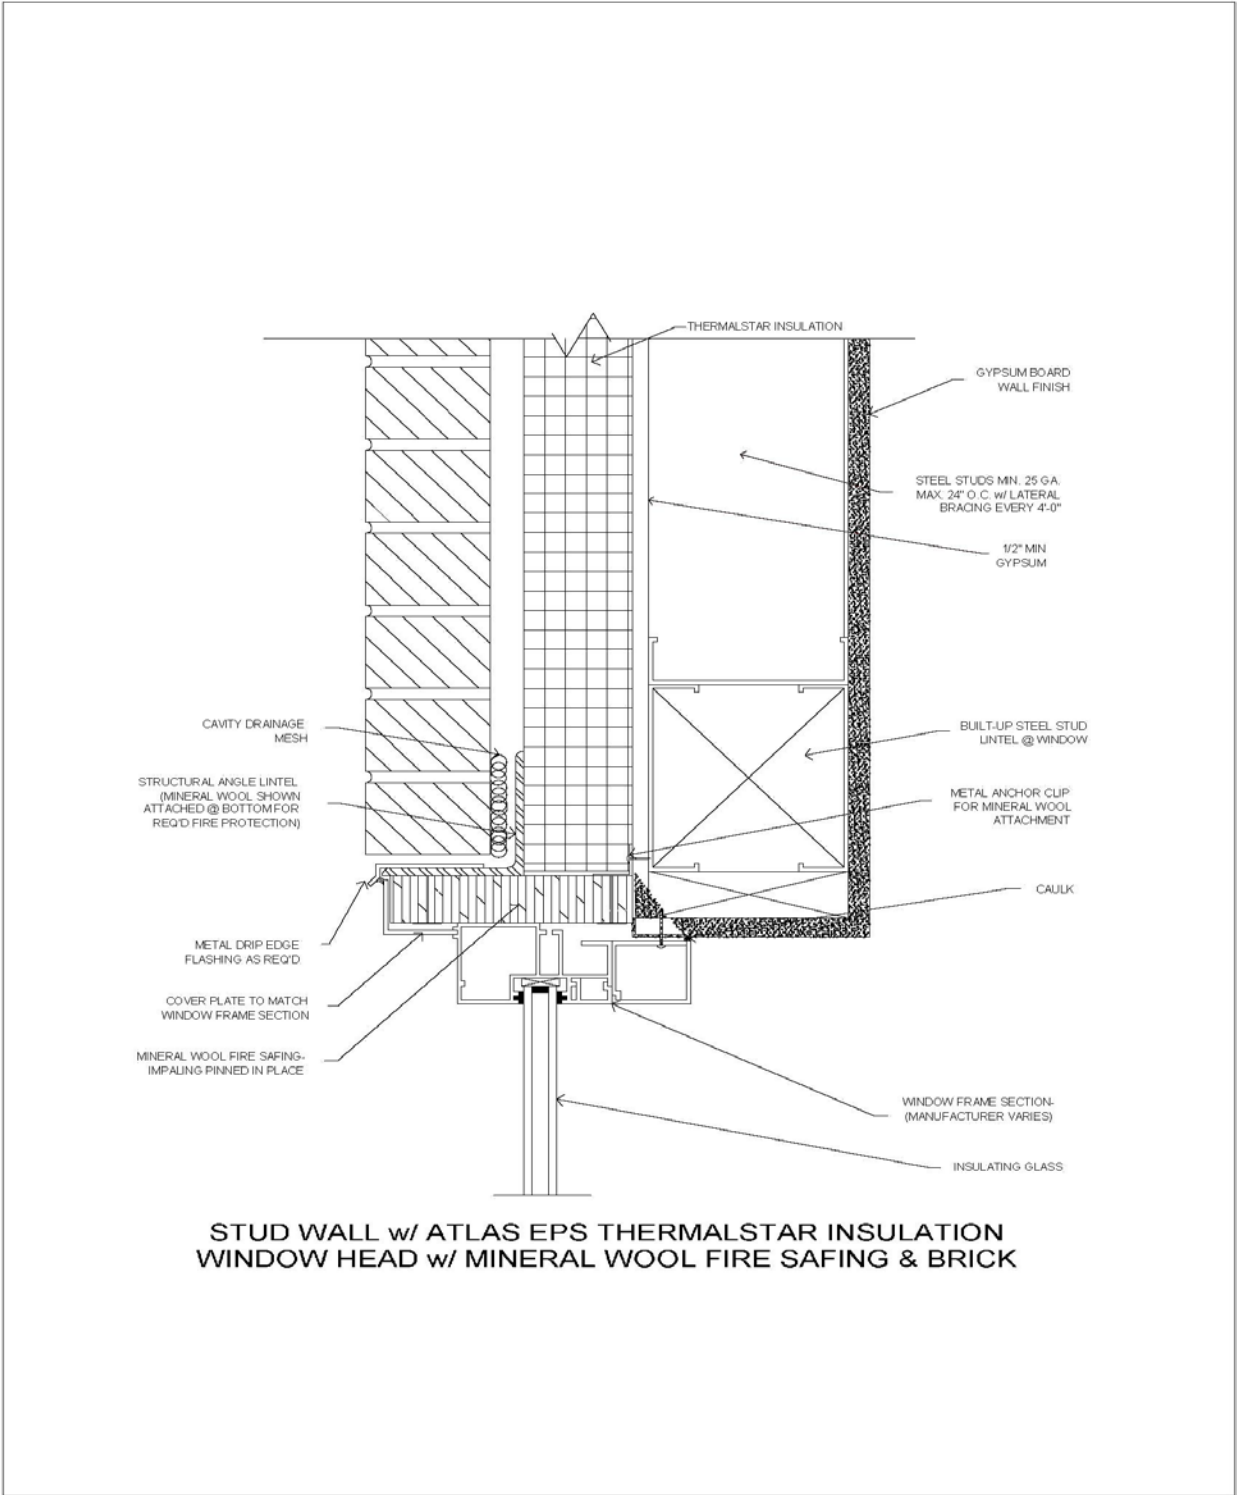 THERMALSTAR INSULATION
GYPSUM BOARD
WALL FINISH
STEEL STUDS MIN. 25 GA.
MAX. 24" O.C. w/ LATERAL
BRACING EVERY 4'-0"
1/2" MIN
GYPSUM
CAVITY DRAINAGE
MESH
BUILT-UP STEEL STUD
LINTEL @ WINDOW
STRUCTURAL ANGLE LINTEL
(MINERAL WOOL SHOWN
ATTACHED @ BOTTOM FOR
REQ'D FIRE PROTECTION)
METAL ANCHOR CLIP
FOR MINERAL WOOL
ATTACHMENT
CAULK
METAL DRIP EDGE
FLASHING AS REQ'D
COVER PLATE TO MATCH
WINDOW FRAME SECTION
MINERAL WOOL FIRE SAFING-
IMPALING PINNED IN PLACE
WINDOW FRAME SECTION-
(MANUFACTURER VARIES)
INSULATING GLASS
STUD WALL w/ ATLAS EPS THERMALSTAR INSULATION
WINDOW HEAD w/ MINERAL WOOL FIRE SAFING & BRICK